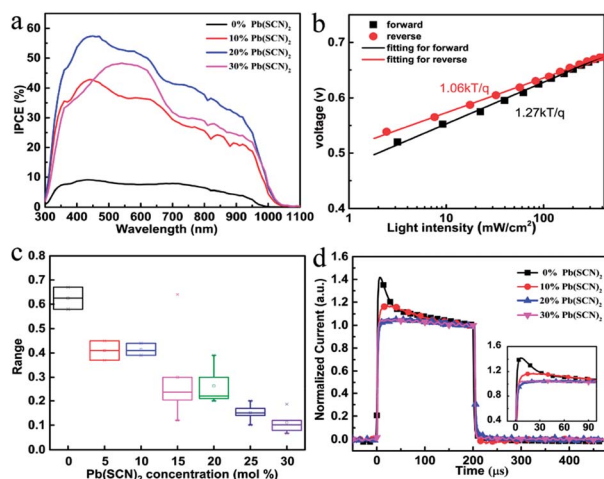 a
0% Pb(SCN)2
10% Pb(SCN)2
20% Pb(SCN)2
30% Pb(SCN)2
IPCE (%)
60
50
40
30
20
10
0
300 400 500 600 700 800 900 1000 1100
Wavelength (nm)
b
forward
reverse
fitting for forward
fitting for reverse
1.06kT/q
1.27kT/q
voltage (v)
0.8
0.7
0.6
0.5
0.4
1 10 100
Light intensity (mW/cm2)
c
Range
0.8
0.7
0.6
0.5
0.4
0.3
0.2
0.1
0.0
0 5 10 15 20 25 30
Pb(SCN)2 concentration (mol %)
d
0% Pb(SCN)2
10% Pb(SCN)2
20% Pb(SCN)2
30% Pb(SCN)2
Normalized Current (a.u.)
1.6
1.4
1.2
1.0
0.8
0.6
0.4
0.2
0.0
1.4
1.0
0.5
0 30 60 90
0 100 200 300 400
Time (μs)